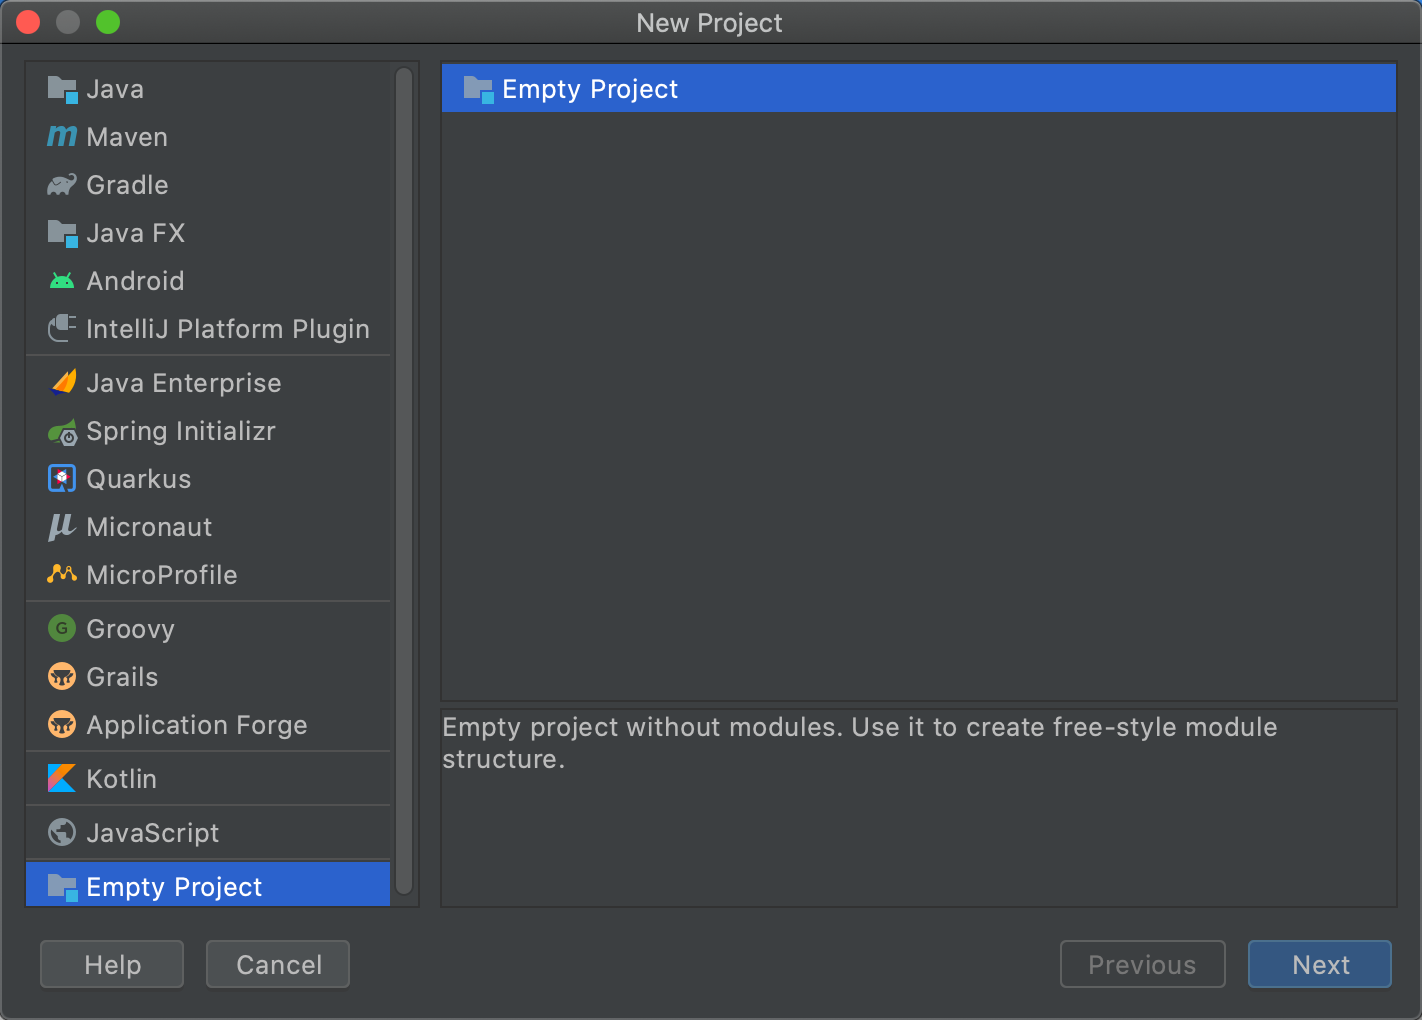 New Project
Java
Maven
Gradle
Java FX
Android
IntelliJ Platform Plugin
Java Enterprise
Spring Initializr
Quarkus
Micronaut
MicroProfile
Groovy
Grails
Application Forge
Kotlin
JavaScript
Empty Project
Empty Project
Empty project without modules. Use it to create free-style module
structure.
Help
Cancel
Previous
Next